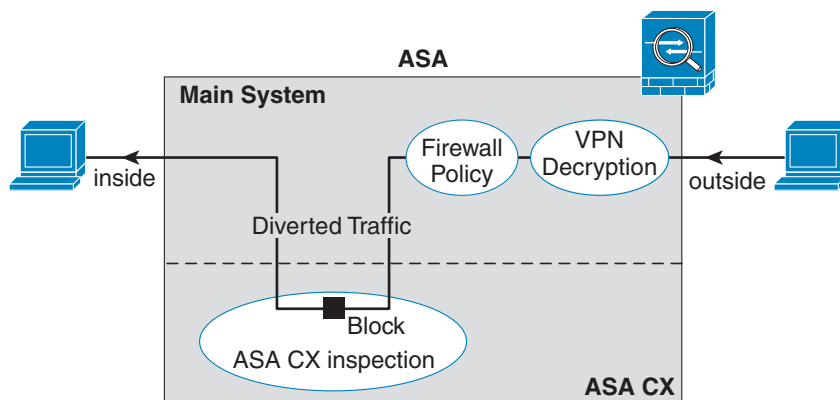 ASA
Main System
Firewall
Policy
VPN
Decryption
inside
outside
Diverted Traffic
Block
ASA CX inspection
ASA CX